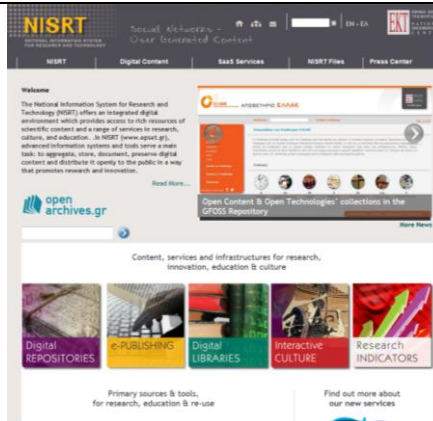 NISRT
NATIONAL INFORMATION SYSTEM
FOR RESEARCH AND TECHNOLOGY
Social Networks -
User Generated Content
EN - ΕΛ
EKT
NISRT
Digital Content
SaaS Services
NISRT Files
Press Center
Welcome
The National Information System for Research and
Technology (NISRT) offers an integrated digital
environment which provides access to rich resources of
scientific content and a range of services in research,
culture, and education. .In NISRT (www.epset.gr),
advanced information systems and tools serve a main
task: to aggregate, store, document, preserve digital
content and distribute it openly to the public in a way
that promotes research and innovation.
Read More...
ΑΠΟΘΕΤΗΡΙΟ ΕΛΛΑΚ
Open Content & Open Technologies' collections in the
GFOSS Repository
More News
open
archives.gr
Content, services and infrastructures for research,
innovation, education & culture
Digital
REPOSITORIES
e-PUBLISHING
Digital
LIBRARIES
Interactive
CULTURE
Research
INDICATORS
Primary sources & tools,
for research, education & re-use
Find out more about
our new services